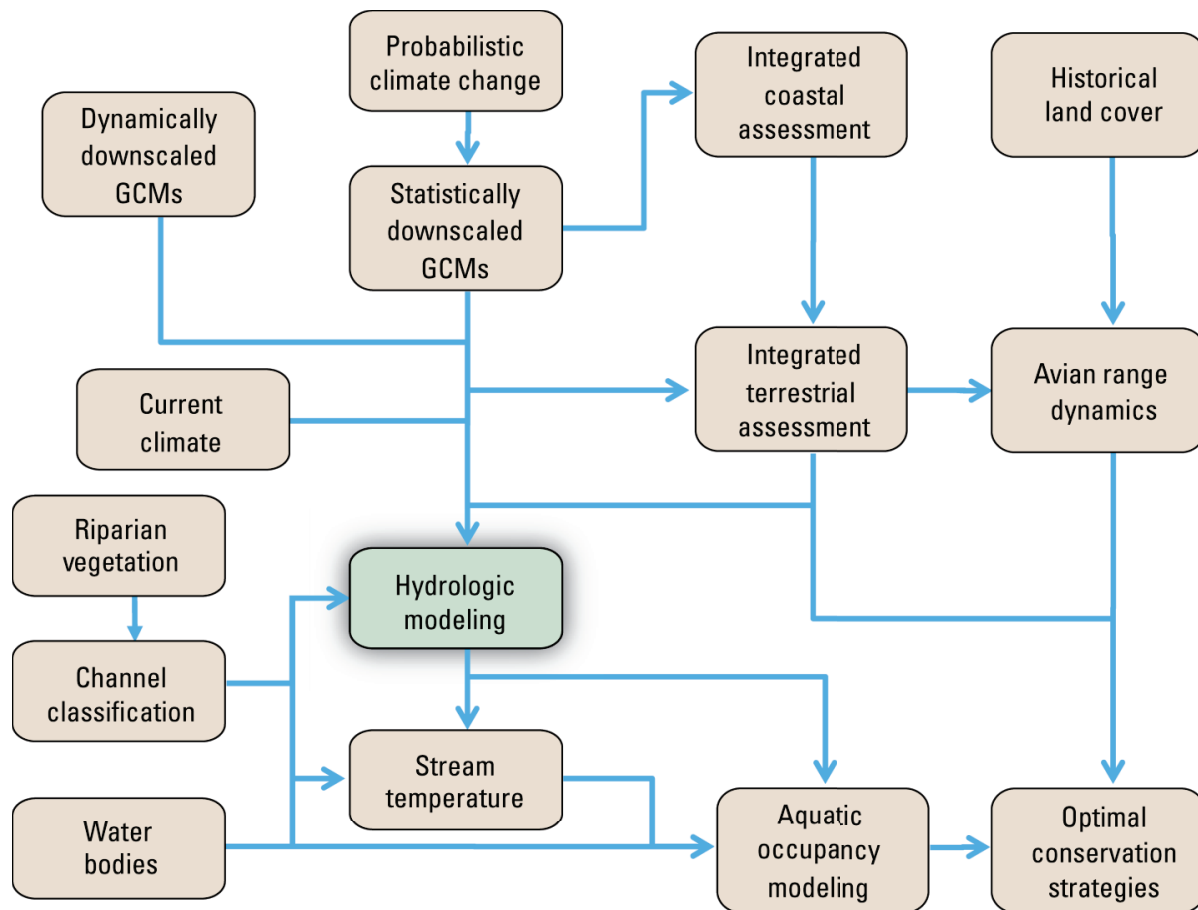 Probabilistic
climate change
Integrated
coastal
assessment
Historical
land cover
Dynamically
downscaled
GCMs
Statistically
downscaled
GCMs
Integrated
terrestrial
assessment
Avian range
dynamics
Current
climate
Riparian
vegetation
Hydrologic
modeling
Channel
classification
Stream
temperature
Water
bodies
Aquatic
occupancy
modeling
Optimal
conservation
strategies